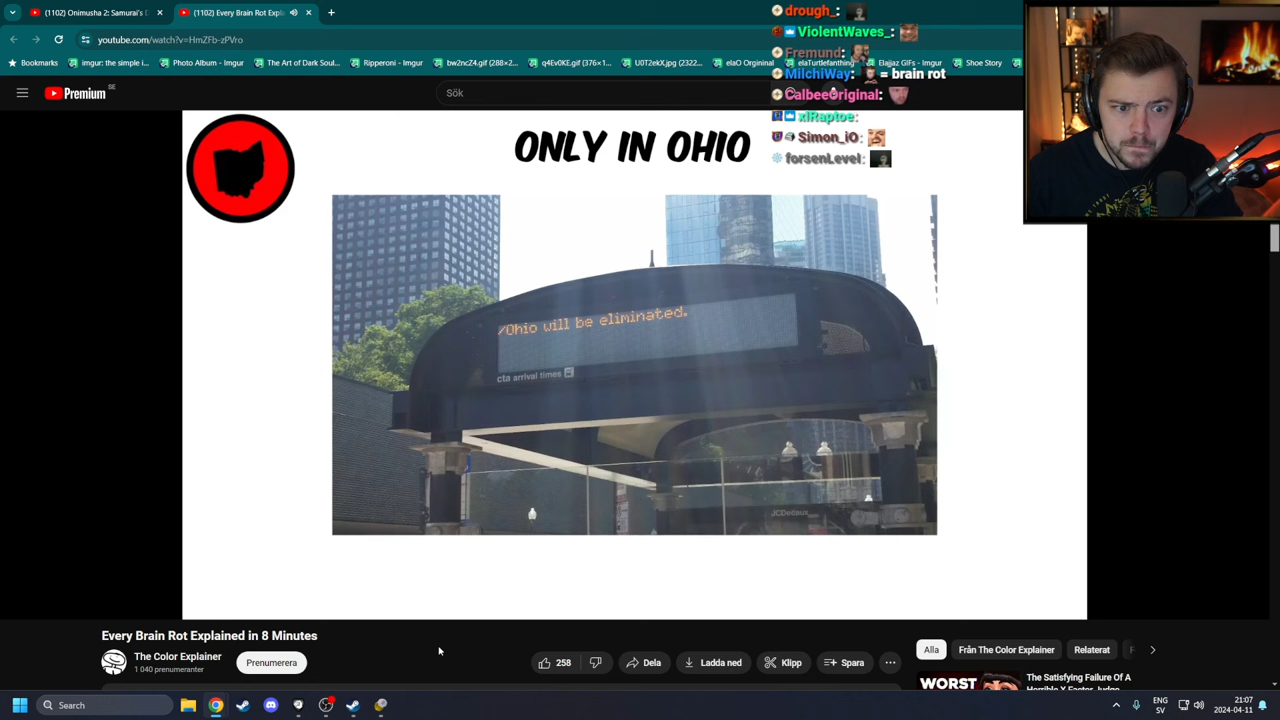 (1102) Onimusha 2: Samurai's D
(1102) Every Brain Rot Explaine
youtube.com/watch?v=HmZFb-zPVro
Bookmarks
imgur: the simple i...
Photo Album - Imgur
The Art of Dark Soul...
Ripperoni - Imgur
bw2ncZ4.gif (288×2...
q4Ev0KE.gif (376×1...
U0T2ekX.jpg (2322...
elaO Orginial Conte...
elaTurtlefanthing -...
Elajjaz GIFs - Imgur
Shoe Story
drough_:
ViolentWaves_:
Fremund:
MilchiWay: = brain rot
CalbeeOriginal:
xlRaptoe:
Simon_iO:
forsenLevel:
Premium SE
Sök
ONLY IN OHIO
/Ohio will be eliminated.
cta arrival times
JCDecaux
Every Brain Rot Explained in 8 Minutes
The Color Explainer
1 040 prenumeranter
Prenumerera
258
Dela
Ladda ned
Klipp
Spara
Alla
Från The Color Explainer
Relaterat
WORST
The Satisfying Failure Of A
Horrible X Factor Judge
Search
ENG
SV
21:07
2024-04-11